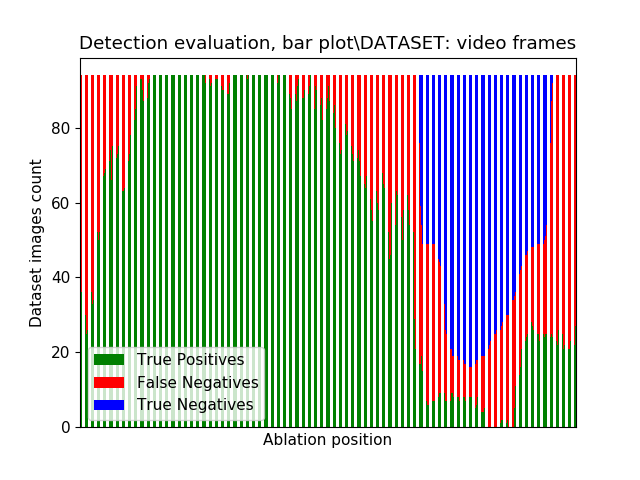 Detection evaluation, bar plot\DATASET: video frames
80
60
40
20
0
Dataset images count
True Positives
False Negatives
True Negatives
Ablation position